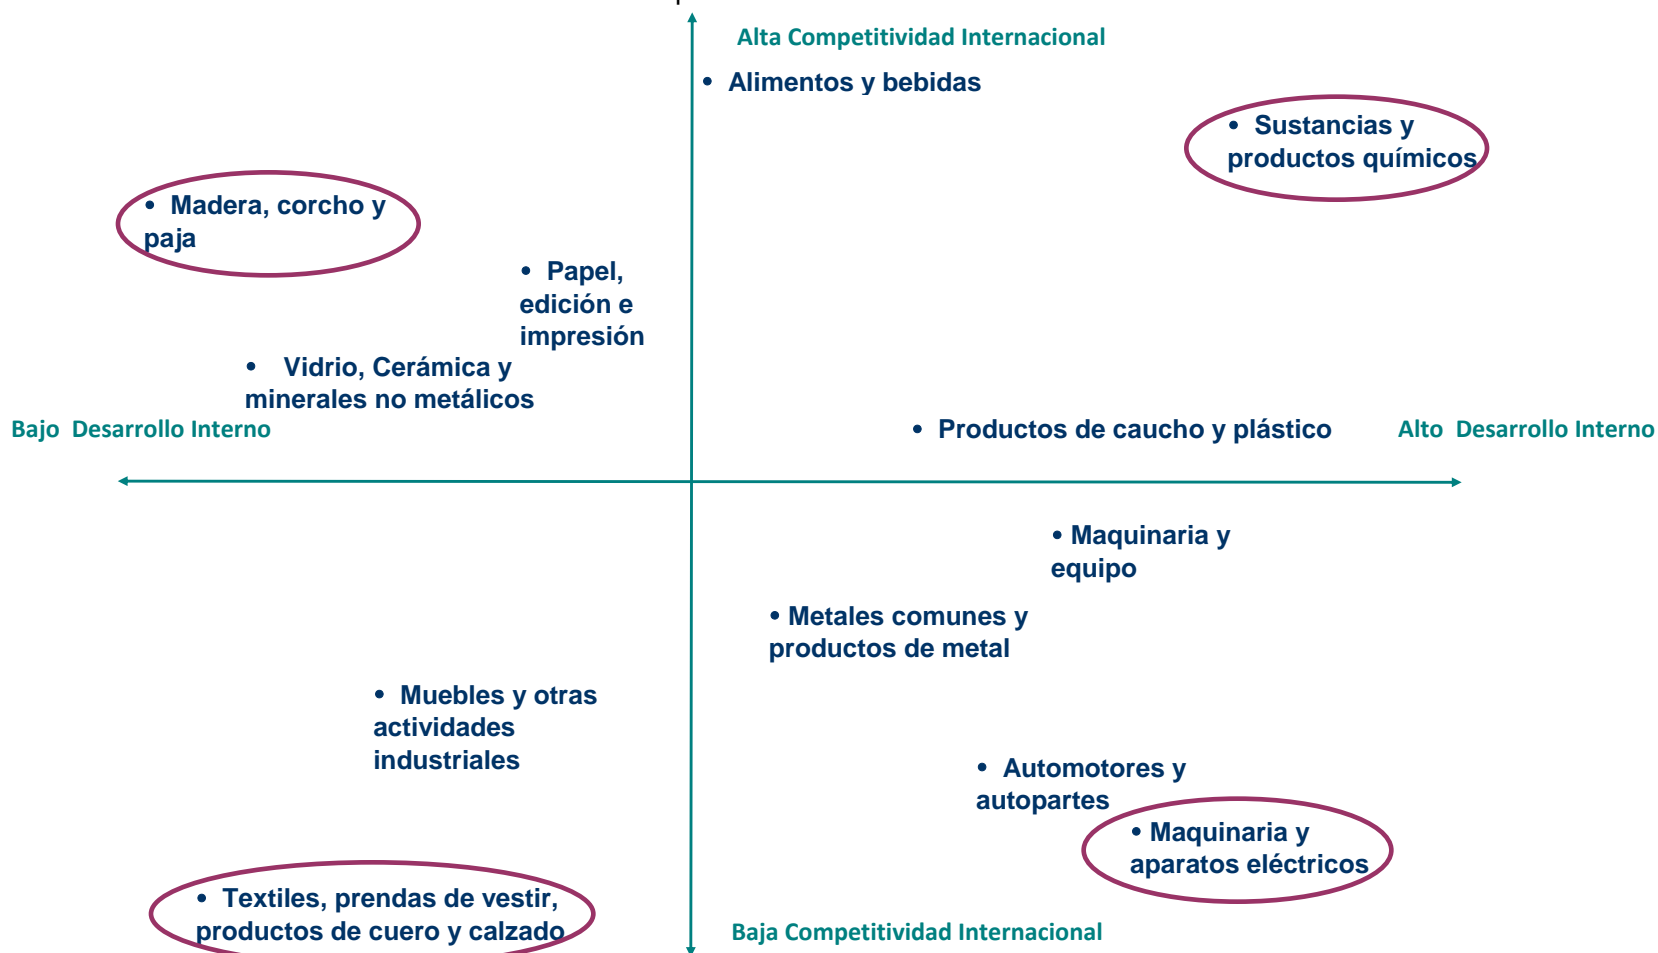 Alta Competitividad Internacional
• Alimentos y bebidas
• Sustancias y
productos químicos
• Madera, corcho y
paja
• Papel,
edición e
impresión
• Vidrio, Cerámica y
minerales no metálicos
Bajo Desarrollo Interno
• Productos de caucho y plástico
Alto Desarrollo Interno
• Maquinaria y
equipo
• Metales comunes y
productos de metal
• Muebles y otras
actividades
industriales
• Automotores y
autopartes
• Maquinaria y
aparatos eléctricos
• Textiles, prendas de vestir,
productos de cuero y calzado
Baja Competitividad Internacional